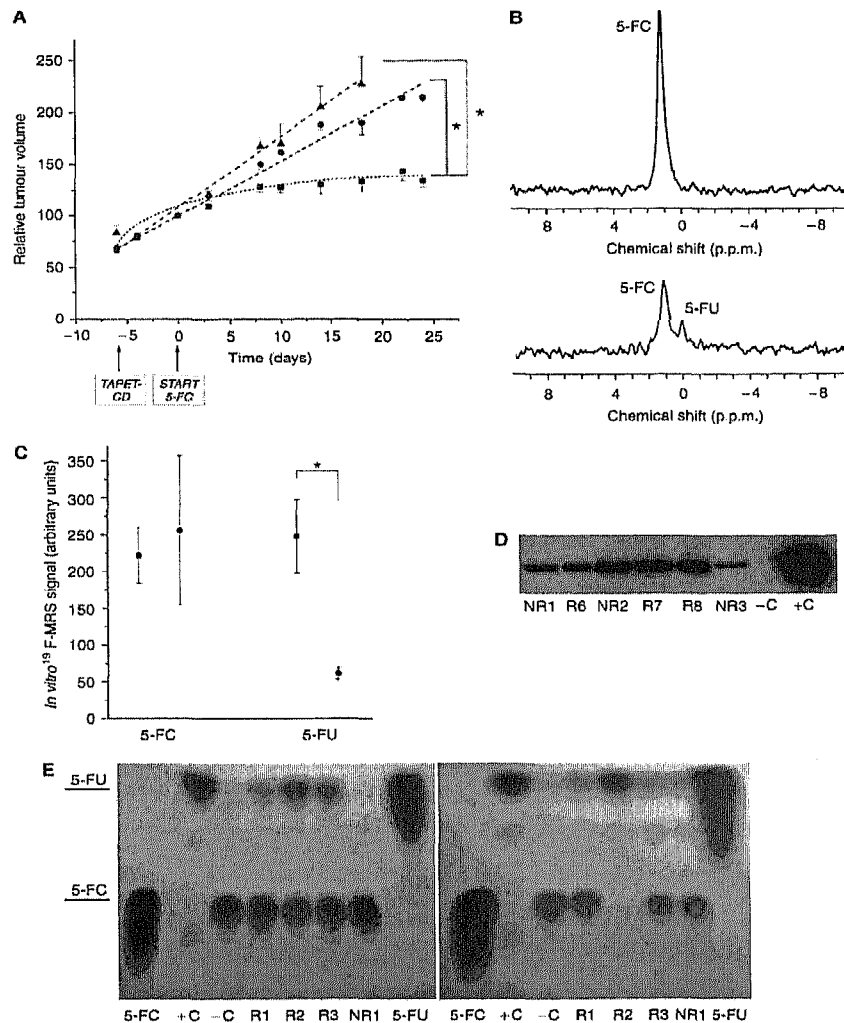 A
Relative tumour volume
250
200
150
100
50
0
-10 -5 0 5 10 15 20 25
Time (days)
TAPET-
CD
START
5-FC
*
*
B
5-FC
8 4 0 -4 -8
Chemical shift (p.p.m.)
5-FC
5-FU
8 4 0 -4 -8
Chemical shift (p.p.m.)
C
In vitro 19 F-MRS signal (arbitrary units)
350
300
250
200
150
100
50
0
5-FC 5-FU
*
D
NR1 R6 NR2 R7 R8 NR3 -C +C
E
5-FU
5-FC
5-FC +C -C R1 R2 R3 NR1 5-FU
5-FC +C -C R1 R2 R3 NR1 5-FU